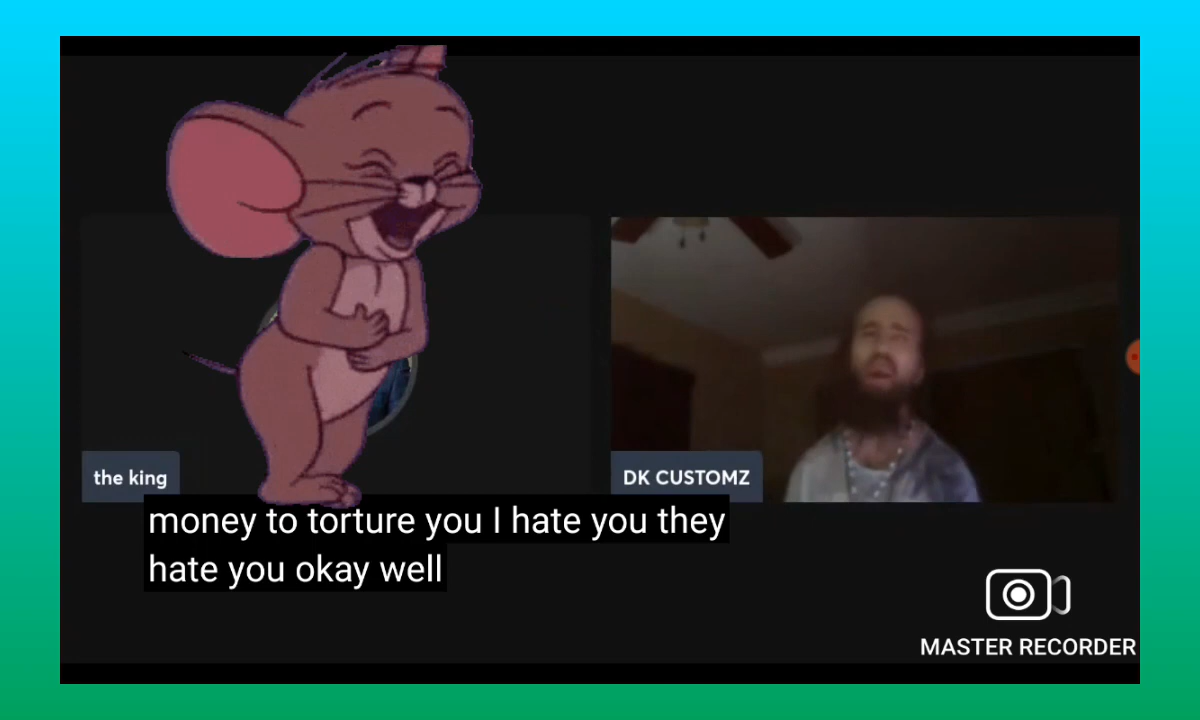 the king
DK CUSTOMZ
money to torture you I hate you they
hate you okay well
MASTER RECORDER